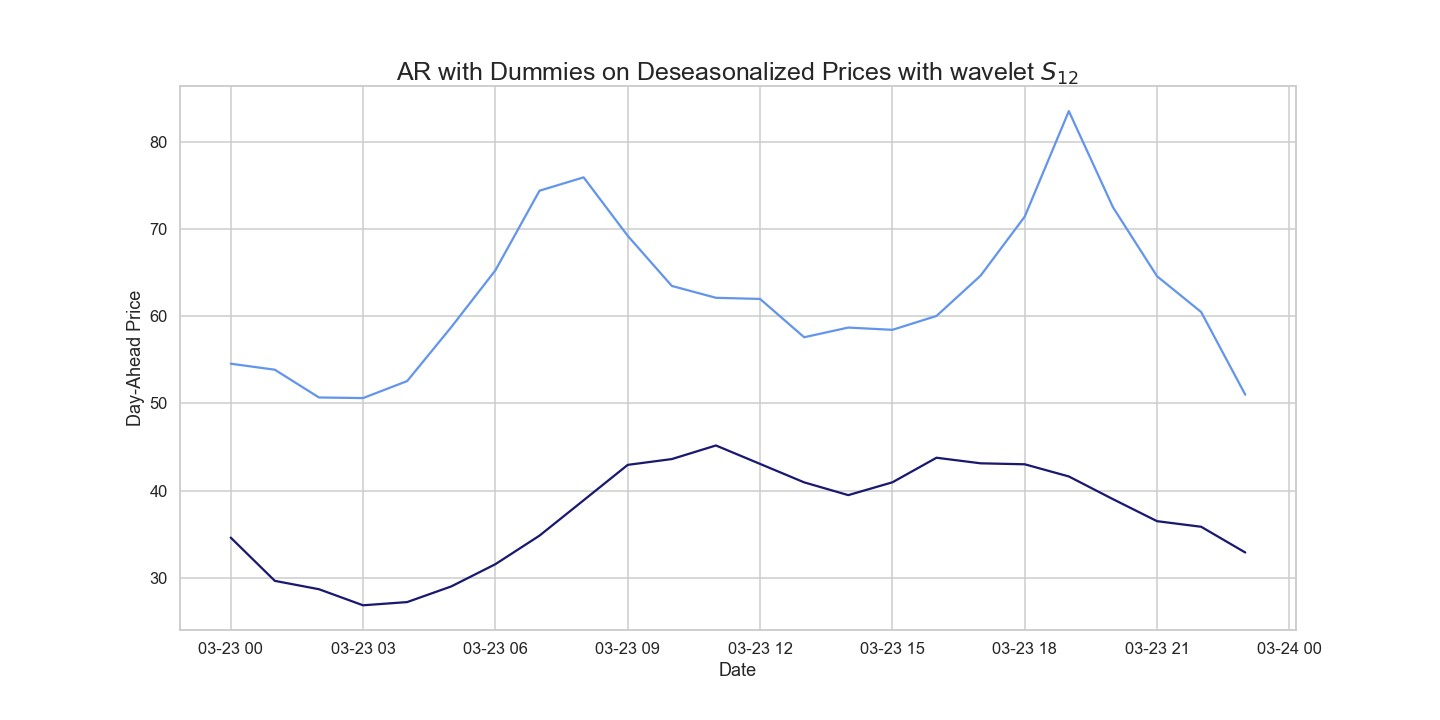 AR with Dummies on Deseasonalized Prices with wavelet S12
80
70
60
50
40
30
Day-Ahead Price
03-23 00 03-23 03 03-23 06 03-23 09 03-23 12 03-23 15 03-23 18 03-23 21 03-24 00
Date